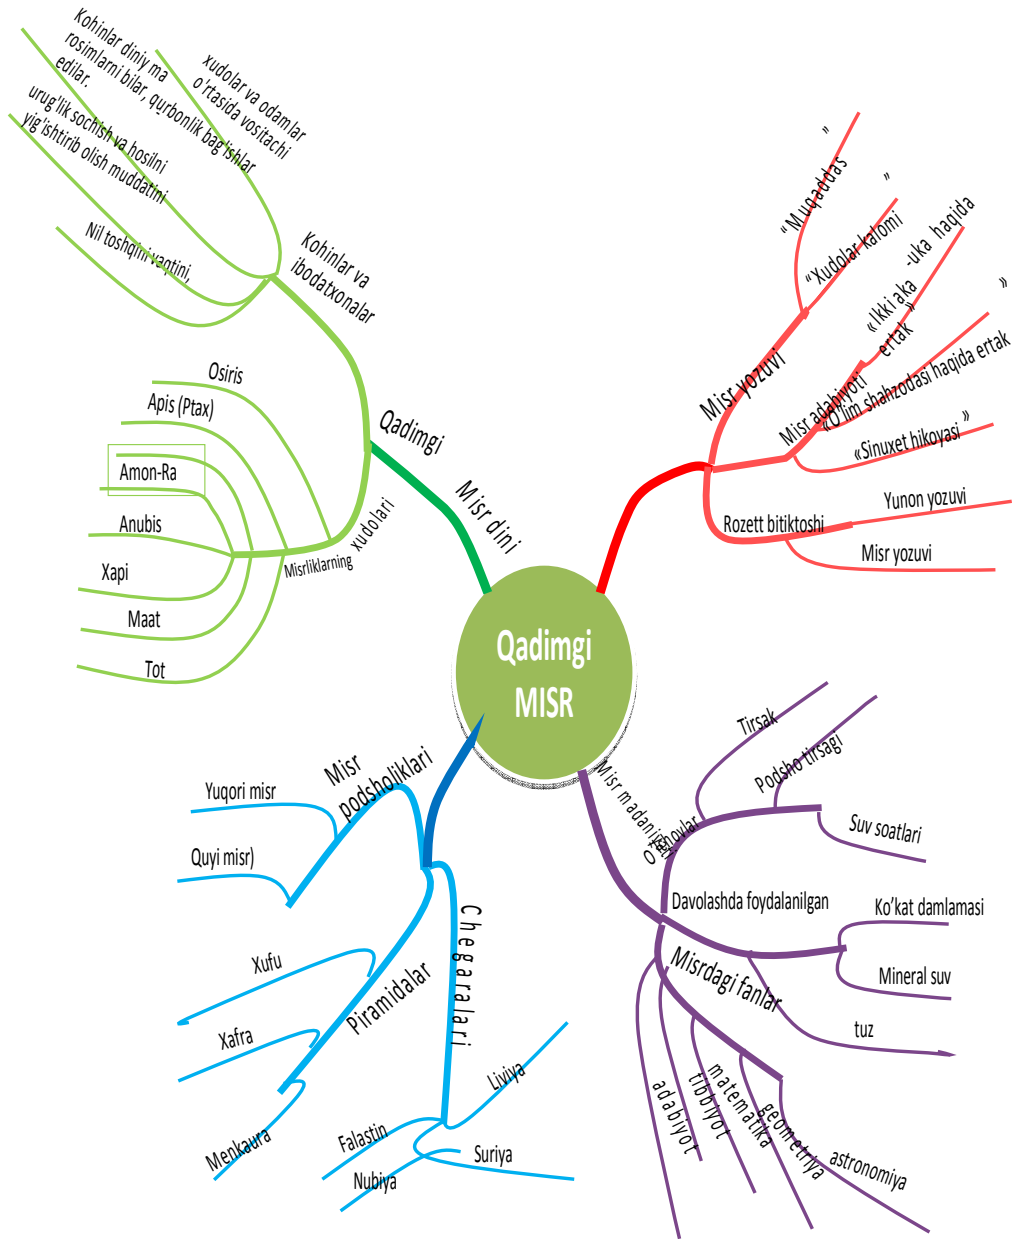 Kohinlar diniy ma
rosimlarni bilar, qurbonlik bag'ishlar
edilar.
xudolar va odamlar
o'rtasida vositachi
urug'lik sochish va hosilni
yig'ishtirib olish muddatini
Nil toshqini vaqtini,
Kohinlar va
ibodatxonalar
Osiris
Apis (Ptax)
Amon-Ra
Anubis
Xapi
Maat
Tot
Misrliklarning
xudolari
Qadimgi
Misr dini
Qadimgi
MISR
"Muqaddas
"
"Xudolar kalomi
"
Misr yozuvi
«Ikki aka -uka haqida
ertak"
Misr adabiyoti
«O'lim shahzodasi haqida ertak
»
«Sinuxet hikoyasi »
Rozett bitiktoshi
Yunon yozuvi
Misr yozuvi
Misr
podsholiklari
Yuqori misr
Quyi misr)
Piramidalar
Xufu
Xafra
Menkaura
Chegaralari
Liviya
Falastin
Suriya
Nubiya
Tirsak
Podsho tirsagi
Suv soatlari
Davolashda foydalanilgan
Ko'kat damlamasi
Mineral suv
tuz
Misrdagi fanlar
adabiyot
tibbiyot
matematika
geometriya
astronomiya